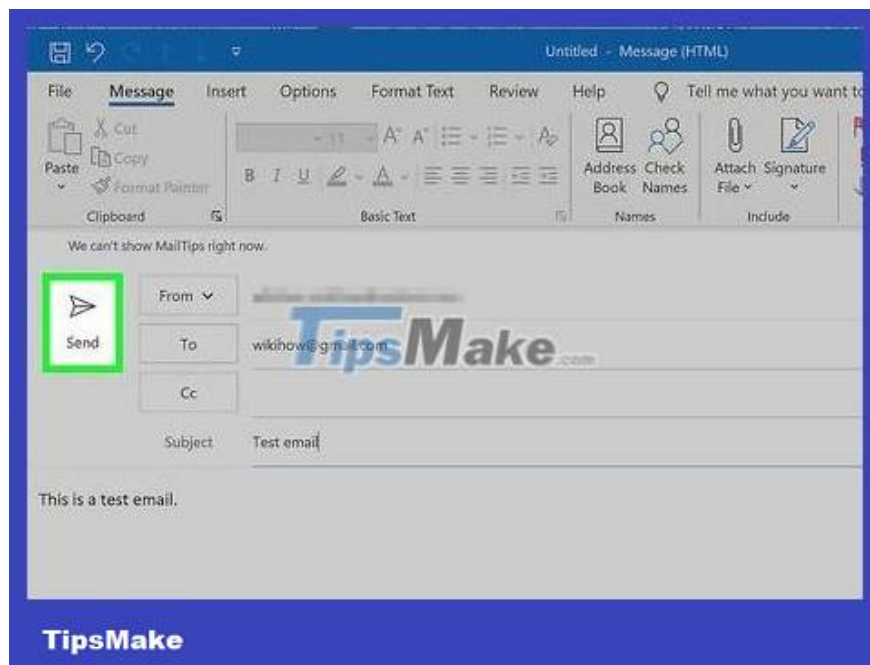 Untitled - Message (HTML)
File Message Insert Options Format Text Review Help Tell me what you want to
Paste
Cut
Copy
Format Painter
Clipboard
11
A^ A˅
B I U A
Basic Text
Address Book
Check Names
Names
Attach File
Signature
Include
We can't show MailTips right now.
Send
From
To wikihow@gmail.com
Cc
Subject Test email
This is a test email.
TipsMake.com
TipsMake